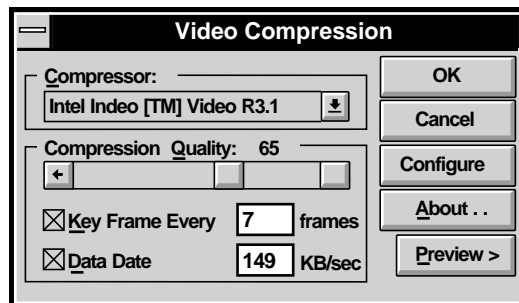 Video Compression
Compressor:
Intel Indeo [TM] Video R3.1
Compression Quality: 65
Key Frame Every 7 frames
Data Date 149 KB/sec
OK
Cancel
Configure
About . .
Preview >